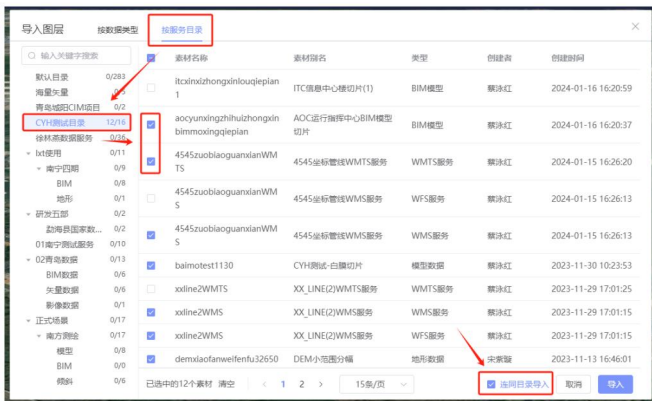 导入图层 按数据类型 按服务目录
输入关键字搜索
默认目录 0/283
海量矢量
青岛城阳CIM项目 0/2
CYH测试目录 12/16
徐林燕数据服务 0/36
lxt使用 0/11
南宁四期 0/9
BIM 0/8
地形 0/1
研发五部 0/2
勐海县国家数... 0/2
01南宁测试服务 0/10
02青岛数据 0/13
BIM数据 0/6
矢量数据 0/6
影像数据 0/1
正式场景 0/17
南方测绘 0/17
模型 0/8
BIM 0/0
倾斜 0/6
素材名称 素材别名 类型 创建者 创建时间
itcxinxizhongxinlouqiepian
1 ITC信息中心楼切片(1) BIM模型 蔡泳红 2024-01-16 16:20:59
aocyunxingzhihuizhongxin
bimmoxingqiepian AOC运行指挥中心BIM模型
切片 BIM模型 蔡泳红 2024-01-16 16:20:37
4545zuobiaoguanxianWM
TS 4545坐标管线WMTS服务 WMTS服务 蔡泳红 2024-01-15 16:26:20
4545zuobiaoguanxianWM
S 4545坐标管线WMS服务 WFS服务 蔡泳红 2024-01-15 16:26:13
4545zuobiaoguanxianWM
S 4545坐标管线WMS服务 WMS服务 蔡泳红 2024-01-15 16:26:13
baimotest1130 CYH测试-白膜切片 模型数据 蔡泳红 2023-11-30 10:23:53
xxline2WMTS XX_LINE(2)WMTS服务 WMTS服务 蔡泳红 2023-11-29 17:01:25
xxline2WMS XX_LINE(2)WMS服务 WMS服务 蔡泳红 2023-11-29 17:01:15
xxline2WMS XX_LINE(2)WMS服务 WFS服务 蔡泳红 2023-11-29 17:01:15
demxiaofanweifenfu32650 DEM小范围分幅 地形数据 宋紫璇 2023-11-13 16:46:01
已选中的12个素材 清空 < 1 2 > 15条/页 连同目录导入 取消 导入